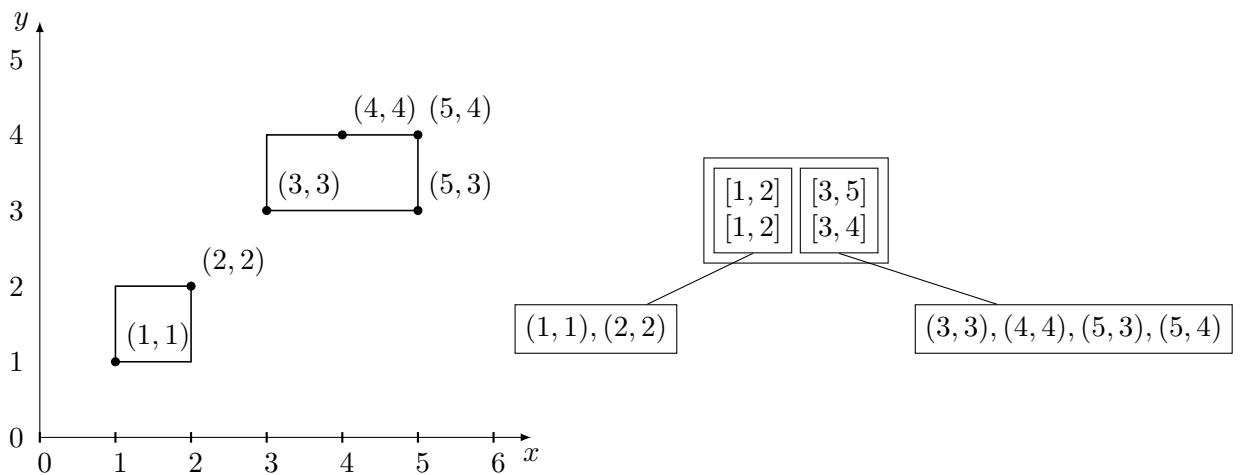 y
5
(4, 4) (5, 4)
4
(3, 3) (5, 3)
3
(2, 2)
2
(1, 1)
1
0
0 1 2 3 4 5 6 x
[1, 2] [3, 5]
[1, 2] [3, 4]
(1, 1), (2, 2) (3, 3), (4, 4), (5, 3), (5, 4)